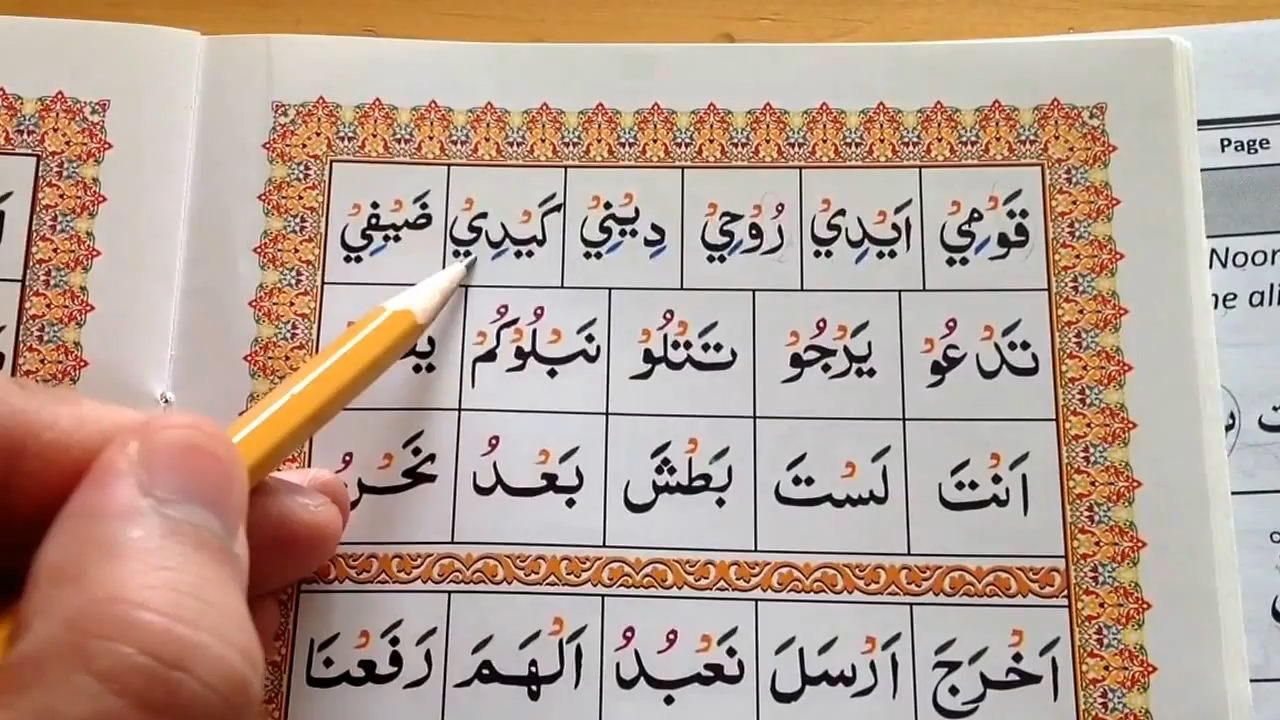 قَوْمِيْ اَيْدِيْ رُوْحِيْ دِيْنِيْ كَيْدِيْ ضَيْفِيْ
تَدْعُوْ يَرْجُوْ تَتْلُوْ نَبْلُوْكُمْ
اَنْتَ لَسْتَ بَطْشَ بَعْدُ نَحْنُ
اَخْرَجَ اَرْسَلَ نَعْبُدُ اَلْهَمَ رَفَعْنَا
Page
Noor